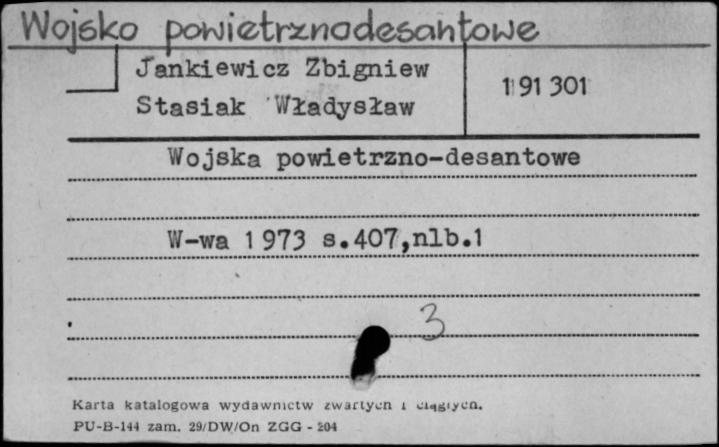 Wojsko powietrznodesantowe
Jankiewicz Zbigniew
Stasiak Władysław
191 301
Wojska powietrzno-desantowe
W-wa 1973 s.407,nlb.1
3
Karta katalogowa wydawnictw zwartych i ciągłych.
PU-B-144 zam. 29/DW/On ZGG - 204